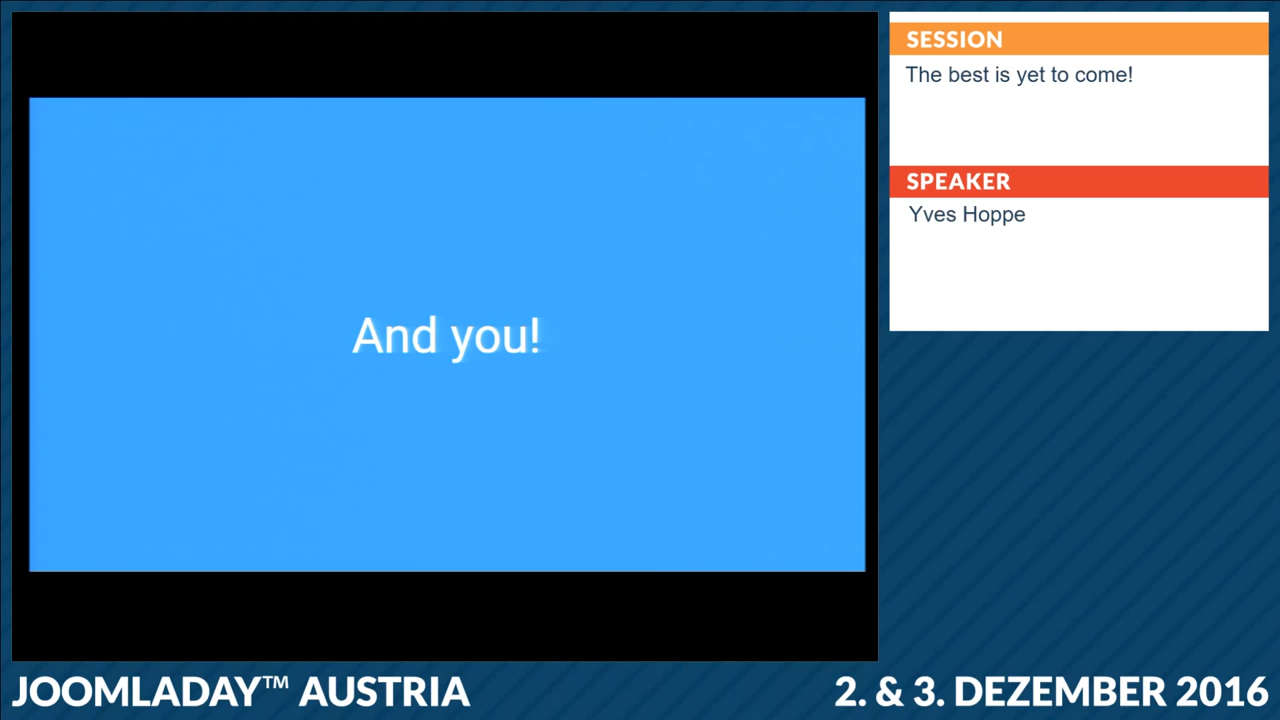 And you!
SESSION
The best is yet to come!
SPEAKER
Yves Hoppe
JOOMLADAY™ AUSTRIA
2. & 3. DEZEMBER 2016